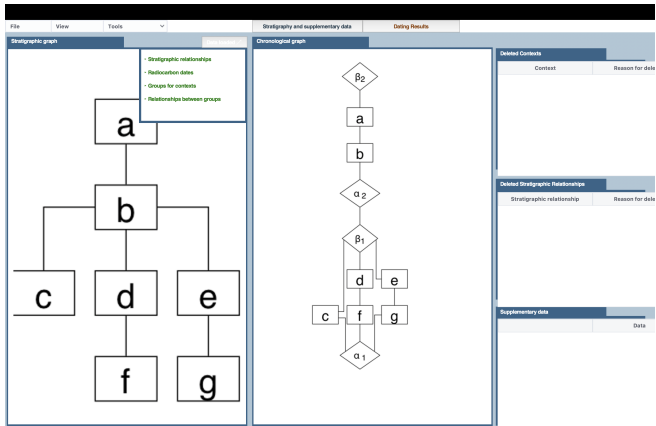 File View Tools
Stratigraphy and supplementary data Dating Results
Stratigraphic graph
· Stratigraphic relationships
· Radiocarbon dates
· Groups for contexts
· Relationships between groups
a
b
c d e
f g
Chronological graph
β2
a
b
α 2
β1
d e
c f g
α 1
Deleted Contexts
Context Reason for dele
Deleted Stratigraphic Relationships
Stratigraphic relationship Reason for dele
Supplementary data
Data